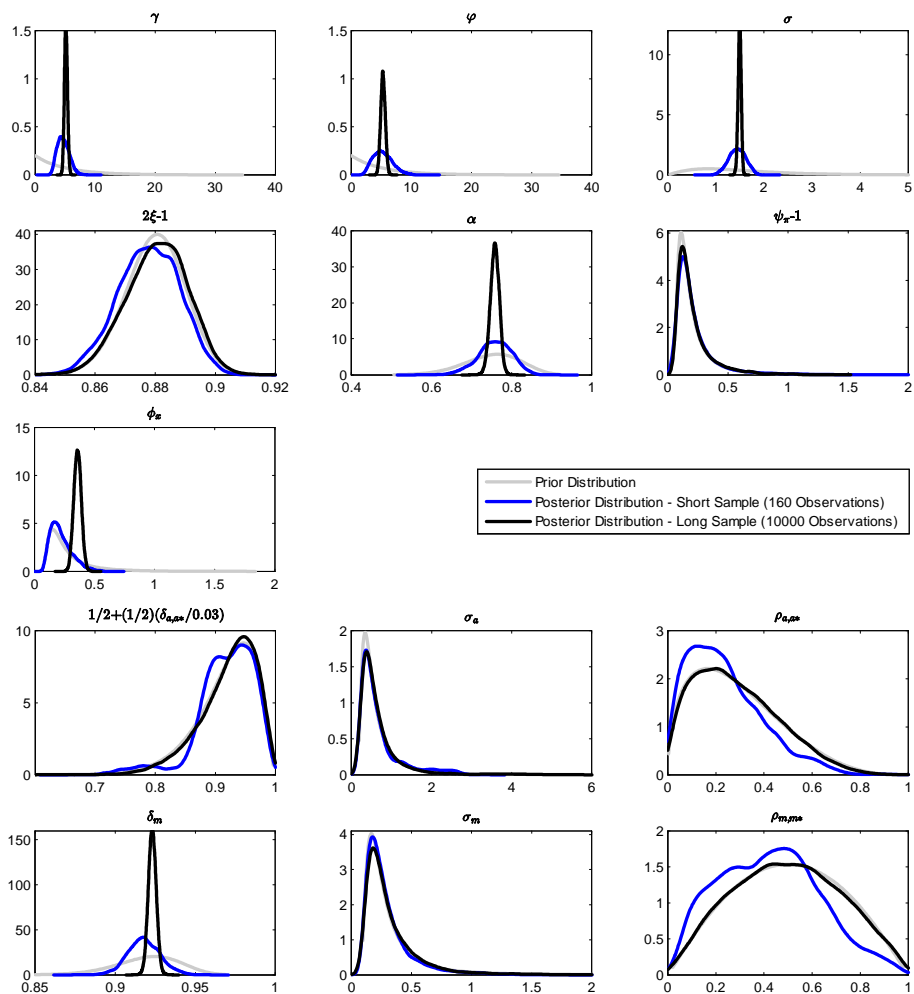 γ
φ
σ
1.5
1
0.5
0
0 10 20 30 40
1.5
1
0.5
0
0 10 20 30 40
10
5
0
0 1 2 3 4 5
2ξ-1
α
ψπ-1
40
30
20
10
0
0.84 0.86 0.88 0.9 0.92
40
30
20
10
0
0.4 0.6 0.8 1
6
4
2
0
0 0.5 1 1.5 2
ϕx
15
10
5
0
0 0.5 1 1.5 2
Prior Distribution
Posterior Distribution - Short Sample (160 Observations)
Posterior Distribution - Long Sample (10000 Observations)
1/2+(1/2)(δa,a*/0.03)
σa
ρa,a*
10
5
0
0.7 0.8 0.9 1
2
1.5
1
0.5
0
0 2 4 6
3
2
1
0
0 0.2 0.4 0.6 0.8 1
δm
σm
ρm,m*
150
100
50
0
0.85 0.9 0.95 1
4
3
2
1
0
0 0.5 1 1.5 2
2
1.5
1
0.5
0
0 0.2 0.4 0.6 0.8 1